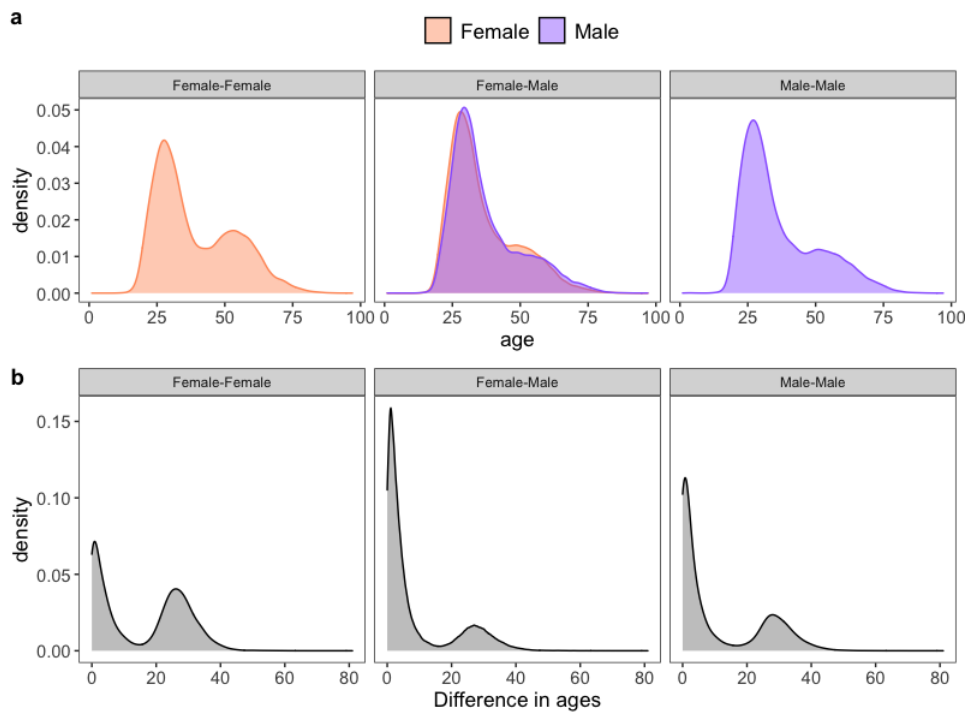 a
Female Male
Female-Female Female-Male Male-Male
density
0.05
0.04
0.03
0.02
0.01
0.00
0 25 50 75 100 0 25 50 75 100 0 25 50 75 100
age
b
Female-Female Female-Male Male-Male
density
0.15
0.10
0.05
0.00
0 20 40 60 80 0 20 40 60 80 0 20 40 60 80
Difference in ages